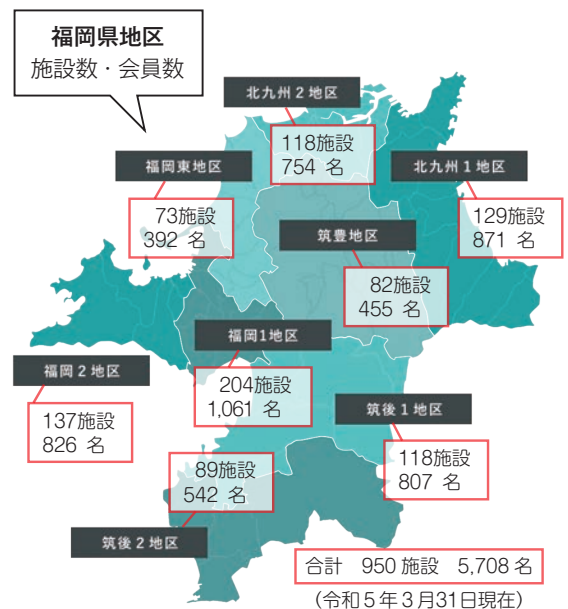 福岡県地区
施設数・会員数
北九州2地区
118施設
754 名
福岡東地区
73施設
392 名
北九州1地区
129施設
871 名
筑豊地区
82施設
455 名
福岡1地区
204施設
1,061 名
福岡2地区
137施設
826 名
筑後1地区
118施設
807 名
89施設
542 名
筑後2地区
合計 950施設 5,708名
(令和5年3月31日現在)